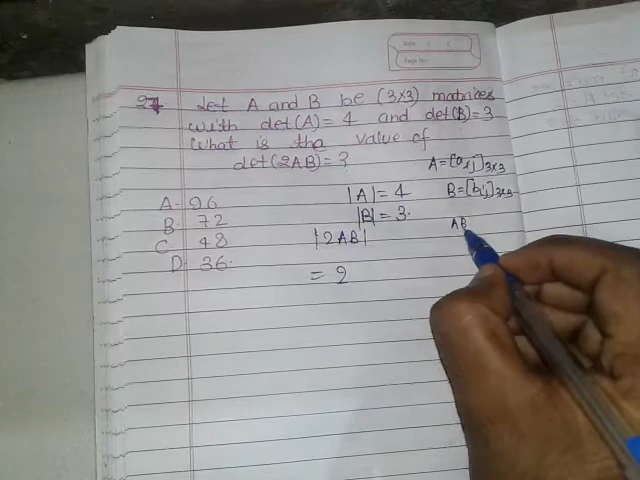 27. Let A and B be (3×3) matrices
with det(A) = 4 and det(B) = 3
What is the value of
det(2AB) = ?
A = [aij]3×3
A. 96
|A| = 4
B = [bij]3×3
B. 72
|B| = 3.
C. 48
|2AB|
AB
D. 36.
= 2